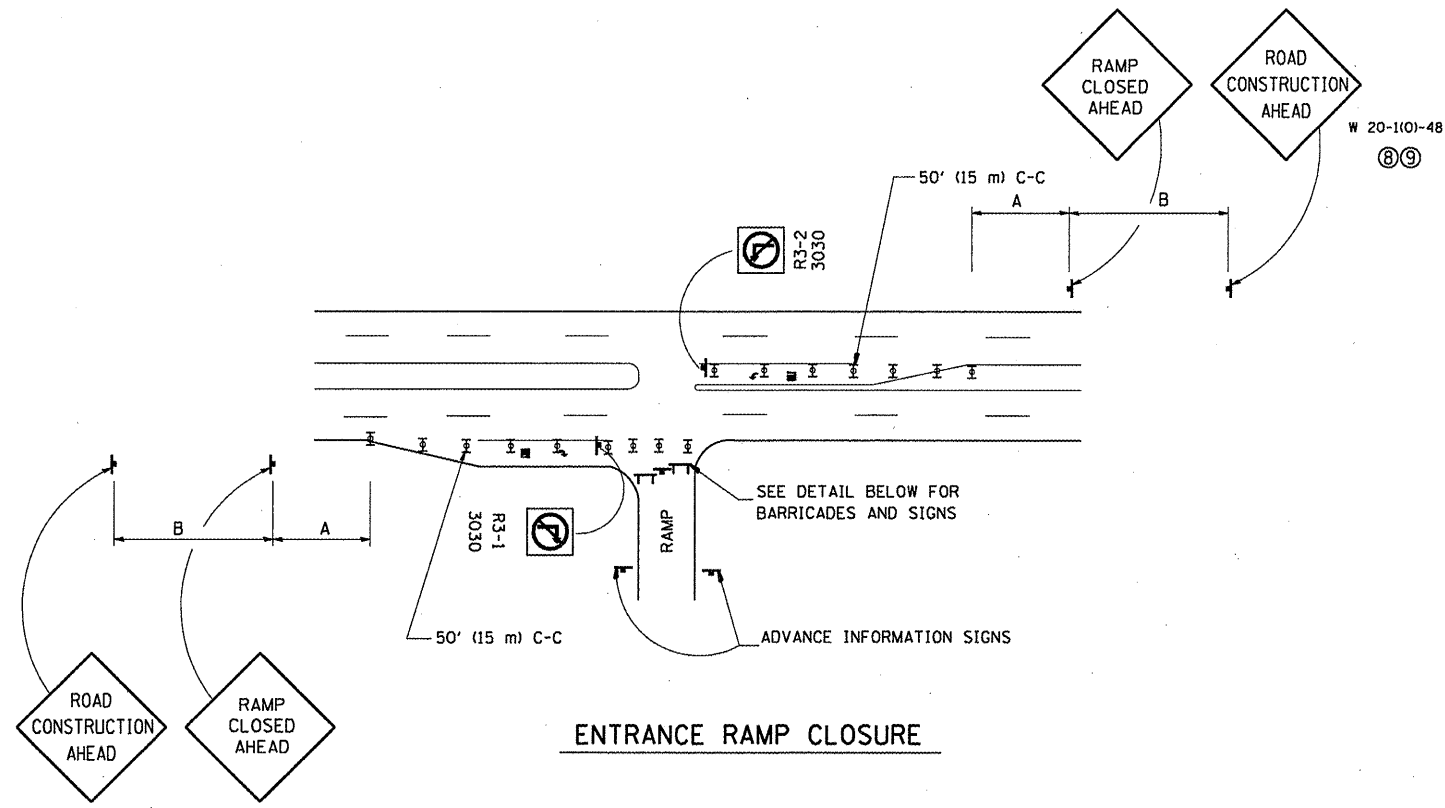 RAMP
CLOSED
AHEAD
ROAD
CONSTRUCTION
AHEAD
W 20-1(O)-48
8 9
50' (15 m) C-C
A
B
R3-2
3030
R3-1
3030
RAMP
SEE DETAIL BELOW FOR
BARRICADES AND SIGNS
B
A
50' (15 m) C-C
ADVANCE INFORMATION SIGNS
ROAD
CONSTRUCTION
AHEAD
RAMP
CLOSED
AHEAD
ENTRANCE RAMP CLOSURE